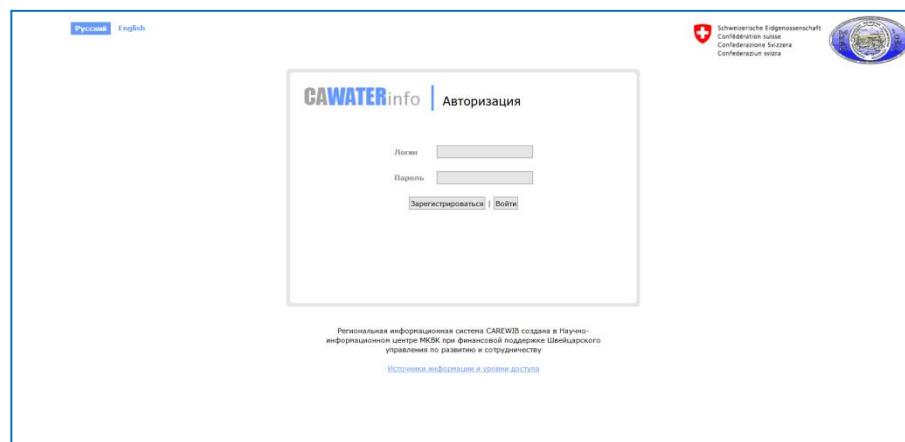 Русский English
Schweizerische Eidgenossenschaft
Confédération suisse
Confederazione Svizzera
Confederaziun svizra
CAWATERinfo Авторизация
Логин
Пароль
Зарегистрироваться | Войти
Региональная информационная система CAREWIB создана в Научно-
информационном центре МКВК при финансовой поддержке Швейцарского
управления по развитию и сотрудничеству
Источники информации и уровни доступа